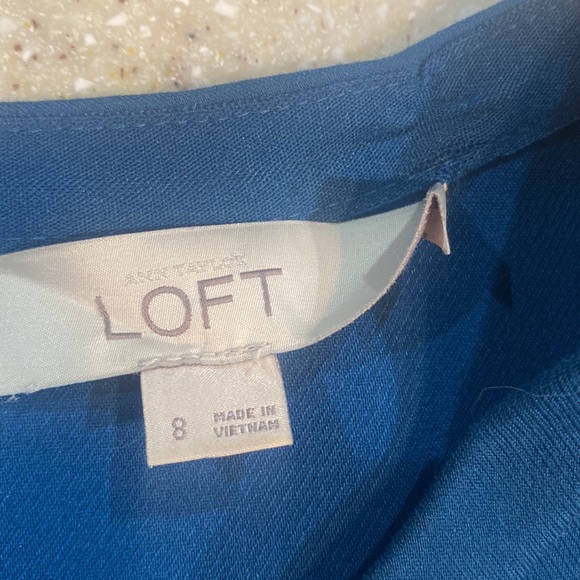 ANN TAYLOR
LOFT
8
MADE IN
VIETNAM